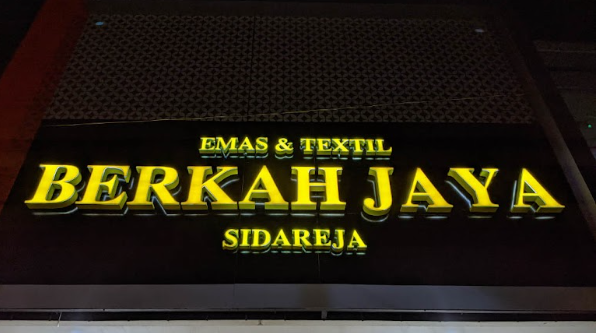 EMAS & TEXTIL
BERKAH JAYA
SIDAREJA